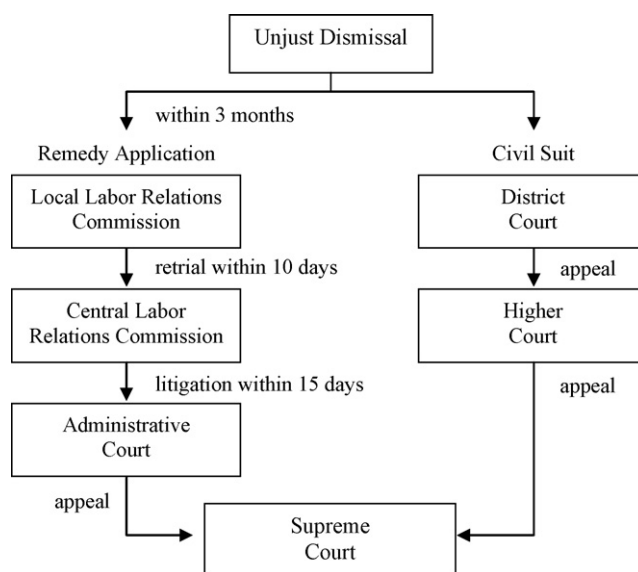 Unjust Dismissal
within 3 months
Remedy Application
Local Labor Relations
Commission
retrial within 10 days
Central Labor
Relations Commission
litigation within 15 days
Administrative
Court
appeal
Civil Suit
District
Court
appeal
Higher
Court
appeal
Supreme
Court